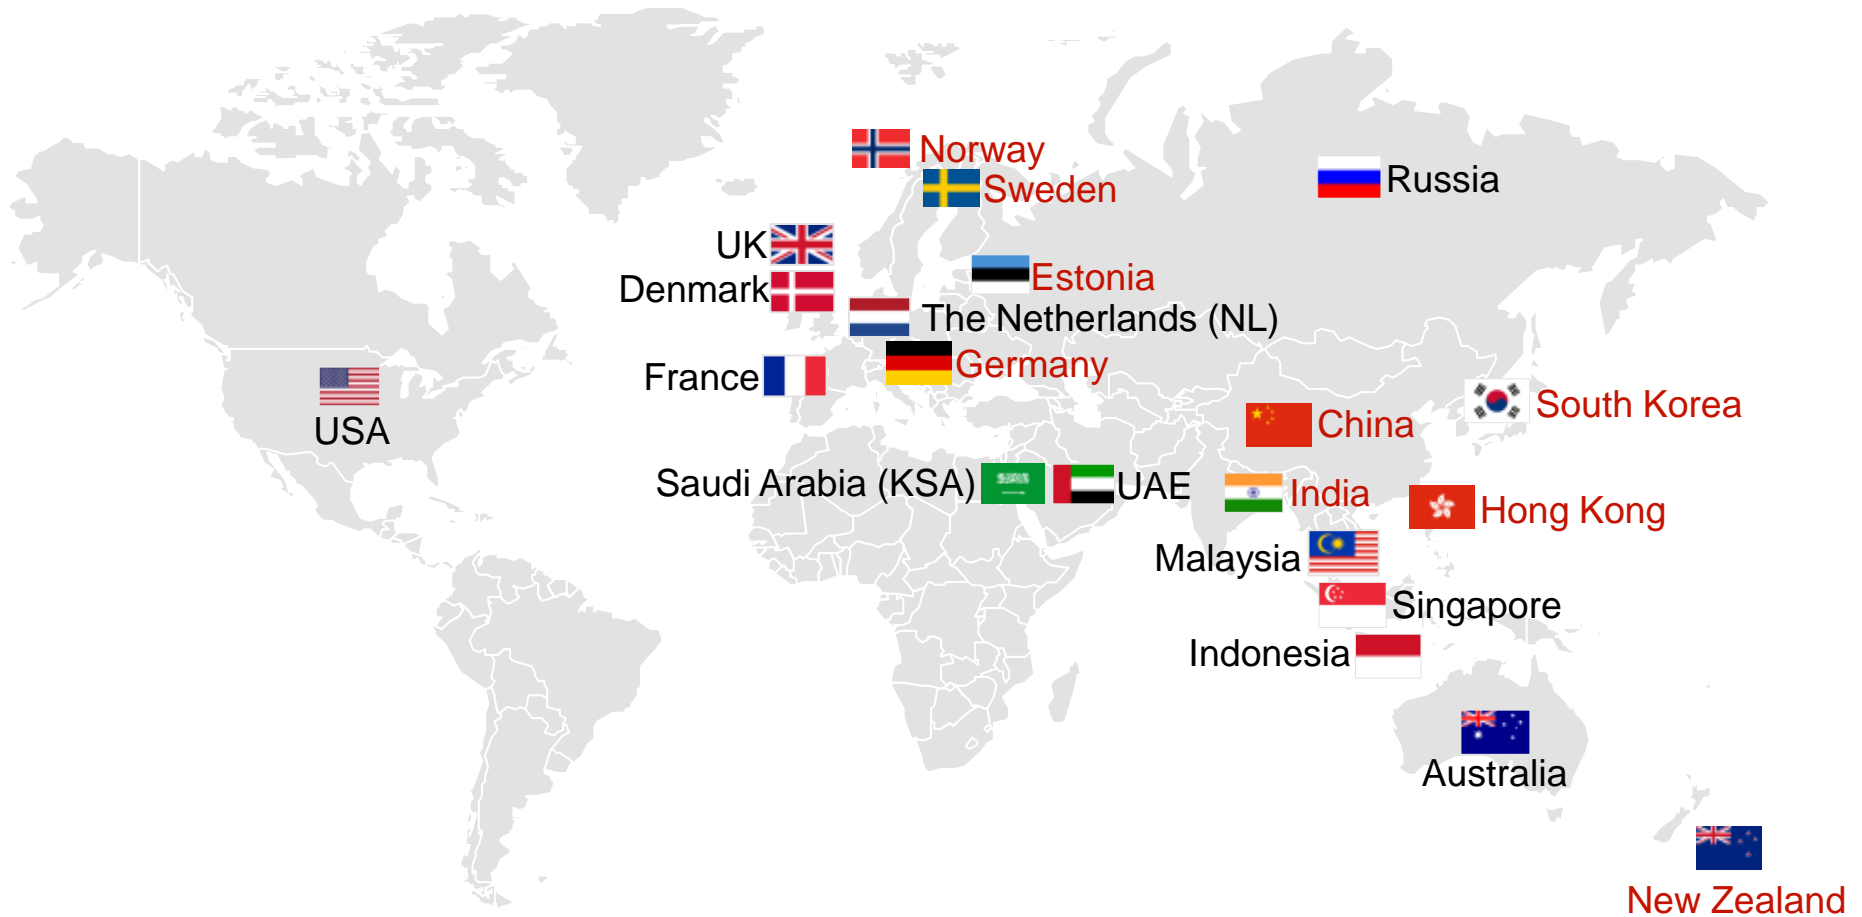 Norway
Russia
Sweden
UK
Estonia
Denmark
The Netherlands (NL)
Germany
France
South Korea
China
USA
Saudi Arabia (KSA)
UAE
India
Hong Kong
Malaysia
Singapore
Indonesia
Australia
New Zealand